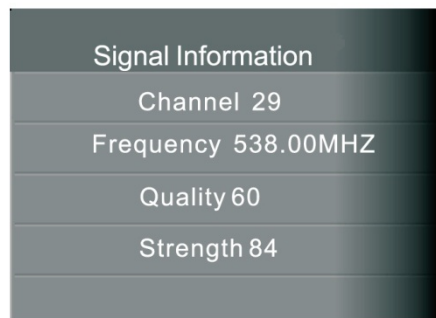 Signal Information
Channel 29
Frequency 538.00MHZ
Quality 60
Strength 84